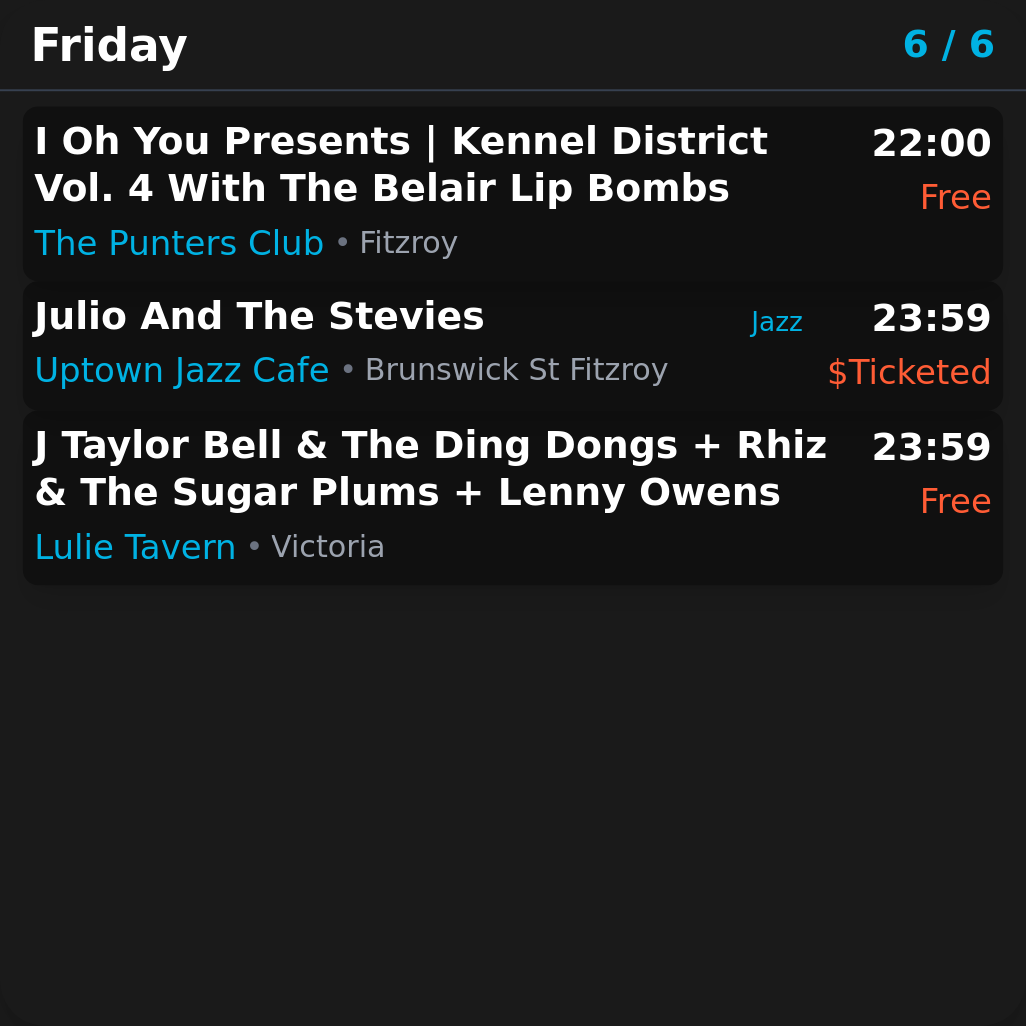 Friday
6 / 6
I Oh You Presents | Kennel District
Vol. 4 With The Belair Lip Bombs
22:00
Free
The Punters Club • Fitzroy
Julio And The Stevies
Jazz
23:59
Uptown Jazz Cafe • Brunswick St Fitzroy
$Ticketed
J Taylor Bell & The Ding Dongs + Rhiz
& The Sugar Plums + Lenny Owens
23:59
Free
Lulie Tavern • Victoria